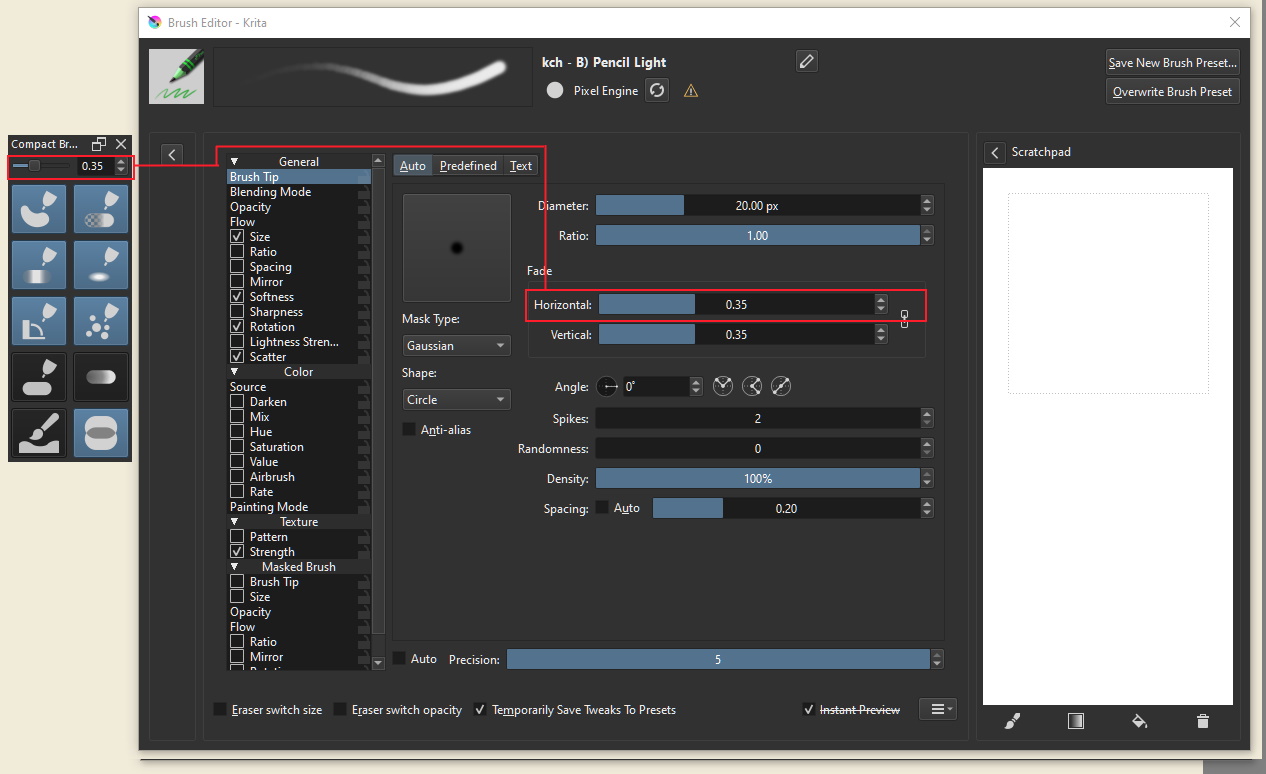 Brush Editor - Krita
kch - B) Pencil Light
Pixel Engine
Save New Brush Preset...
Overwrite Brush Preset
Compact Br...
0.35
General
Brush Tip
Blending Mode
Opacity
Flow
Size
Ratio
Spacing
Mirror
Softness
Sharpness
Rotation
Lightness Stren...
Scatter
Color
Source
Darken
Mix
Hue
Saturation
Value
Airbrush
Rate
Painting Mode
Texture
Pattern
Strength
Masked Brush
Brush Tip
Size
Opacity
Flow
Ratio
Mirror
Auto Predefined Text
Mask Type:
Gaussian
Shape:
Circle
Anti-alias
Diameter: 20.00 px
Ratio: 1.00
Fade
Horizontal: 0.35
Vertical: 0.35
Angle: 0°
Spikes: 2
Randomness: 0
Density: 100%
Spacing: Auto 0.20
Auto Precision: 5
Eraser switch size Eraser switch opacity Temporarily Save Tweaks To Presets Instant Preview
Scratchpad